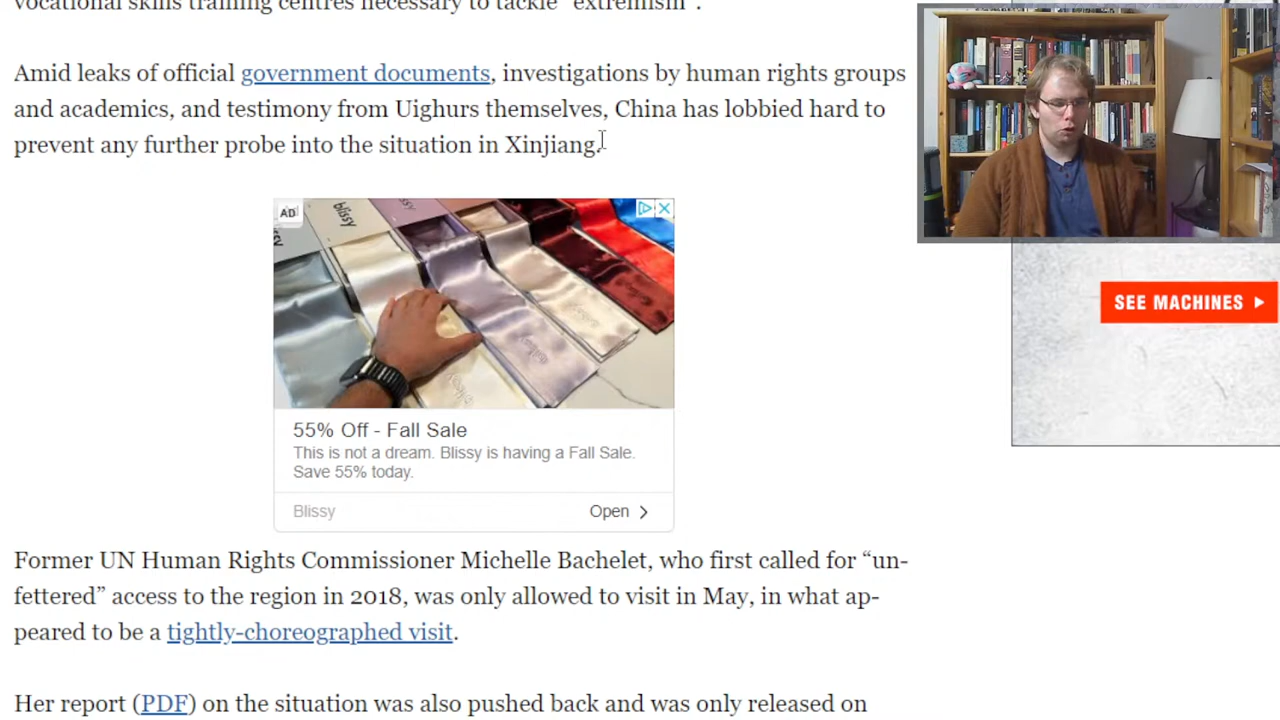 vocational skills training centres necessary to tackle "extremism".
Amid leaks of official government documents, investigations by human rights groups
and academics, and testimony from Uighurs themselves, China has lobbied hard to
prevent any further probe into the situation in Xinjiang.
AD
blissy
55% Off - Fall Sale
This is not a dream. Blissy is having a Fall Sale.
Save 55% today.
Blissy
Open
SEE MACHINES
Former UN Human Rights Commissioner Michelle Bachelet, who first called for “un-
fettered” access to the region in 2018, was only allowed to visit in May, in what ap-
peared to be a tightly-choreographed visit.
Her report (PDF) on the situation was also pushed back and was only released on